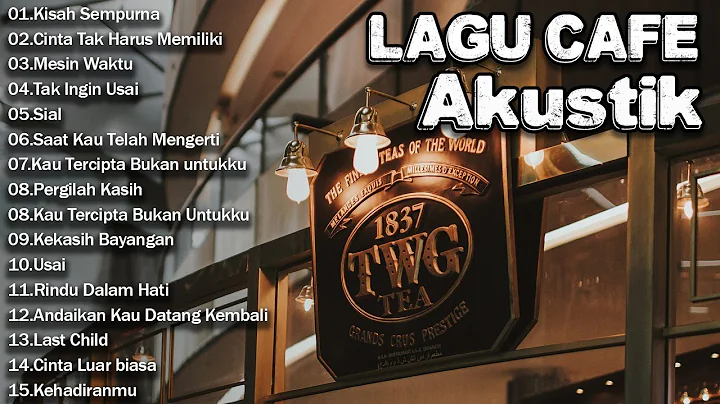 01.Kisah Sempurna
02.Cinta Tak Harus Memiliki
03.Mesin Waktu
04.Tak Ingin Usai
05.Sial
06.Saat Kau Telah Mengerti
07.Kau Tercipta Bukan untukku
08.Pergilah Kasih
08.Kau Tercipta Bukan Untukku
09.Kekasih Bayangan
10.Usai
11.Rindu Dalam Hati
12.Andaikan Kau Datang Kembali
13.Last Child
14.Cinta Luar biasa
15.Kehadiranmu
LAGU CAFE
Akustik
THE FINEST TEAS OF THE WORLD
1837
TWG
TEA
GRANDS CRUS PRESTIGE